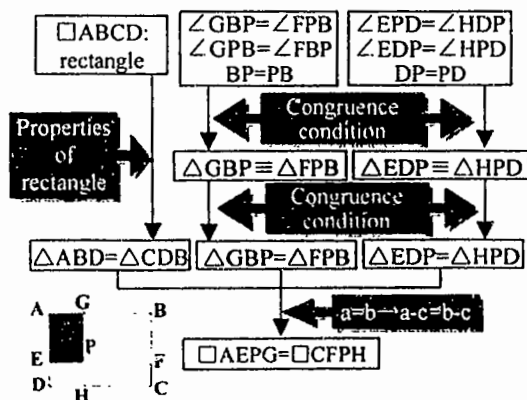 □ABCD:
rectangle
∠GBP=∠FPB
∠GPB=∠FBP
BP=PB
∠EPD=∠HDP
∠EDP=∠HPD
DP=PD
Properties
of
rectangle
Congruence
condition
△GBP≡△FPB
△EDP≡△HPD
Congruence
condition
△ABD=△CDB
△GBP=△FPB
△EDP=△HPD
a=b→a-c=b-c
□AEPG=□CFPH
A
G
B
E
P
F
D
H
C